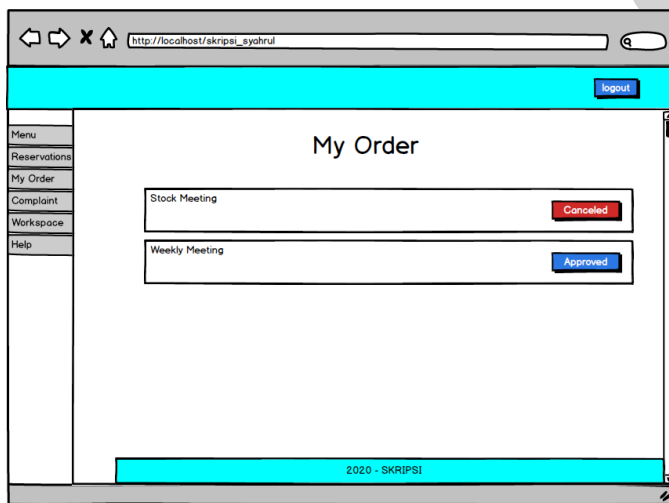 http://localhost/skripsi_syahrul
logout
Menu
Reservations
My Order
Complaint
Workspace
Help
My Order
Stock Meeting
Canceled
Weekly Meeting
Approved
2020 - SKRIPSI